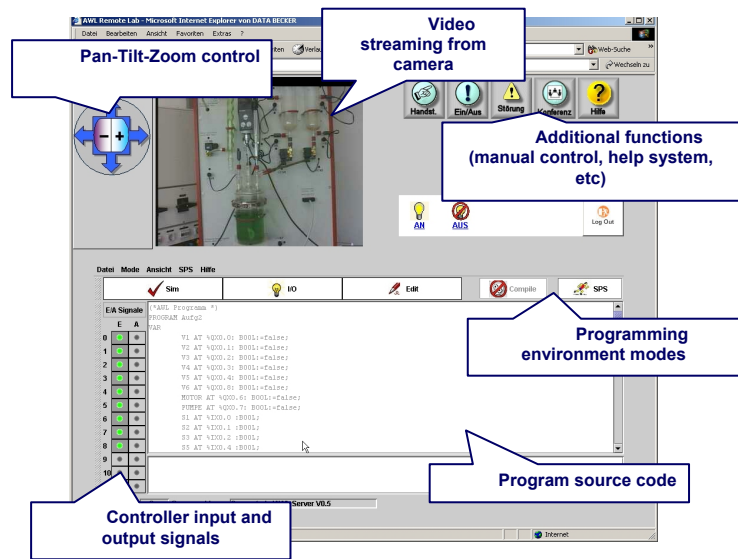 AWL Remote Lab - Microsoft Internet Explorer von DATA BECKER
Datei Bearbeiten Ansicht Favoriten Extras ?
Web-Suche
Wechseln zu
Pan-Tilt-Zoom control
Video
streaming from
camera
Handst. Ein/Aus Störung Konferenz Hilfe
Additional functions
(manual control, help system,
etc)
AN AUS Log Out
Datei Mode Ansicht SPS Hilfe
Sim I/O Edit Compile SPS
E/A Signale
E A
(*AWL Programm *)
PROGRAM Aufg2
VAR
0 V1 AT %QX0.0: BOOL:=false;
1 V2 AT %QX0.1: BOOL:=false;
2 V3 AT %QX0.2: BOOL:=false;
3 V4 AT %QX0.3: BOOL:=false;
4 V5 AT %QX0.4: BOOL:=false;
V6 AT %QX0.8: BOOL:=false;
5 MOTOR AT %QX0.6: BOOL:=false;
PUMPE AT %QX0.7: BOOL:=false;
6 S1 AT %IX0.0 :BOOL;
7 S2 AT %IX0.1 :BOOL;
8 S3 AT %IX0.2 :BOOL;
S5 AT %IX0.4 :BOOL;
9
10
Programming
environment modes
Program source code
Controller input and
output signals
Server V0.5
Internet